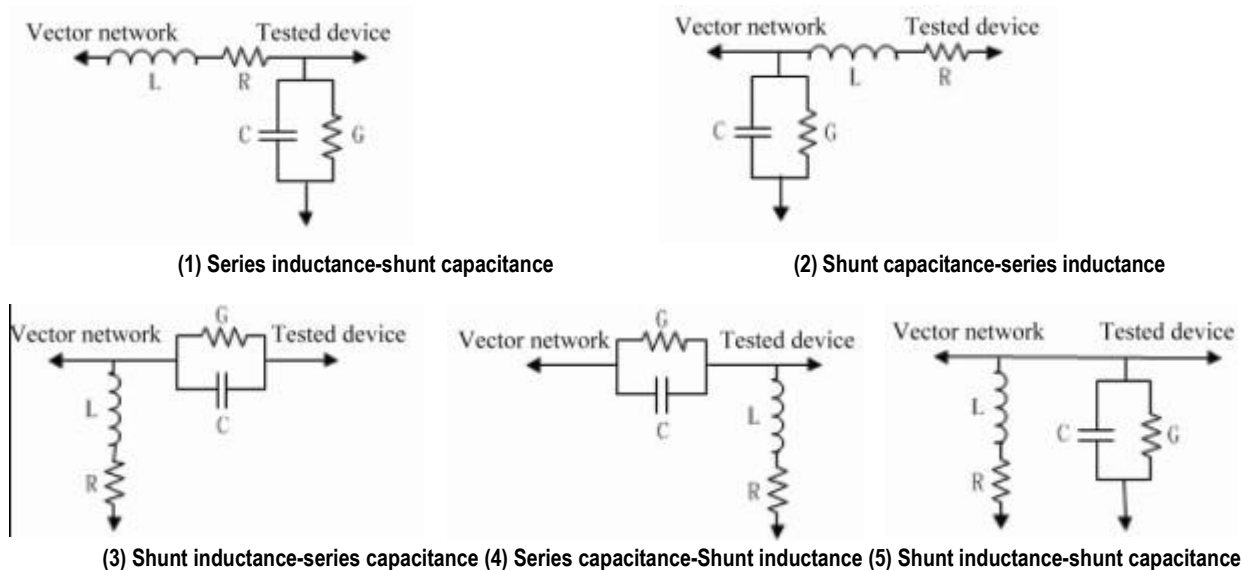 Vector network Tested device Vector network Tested device
L R L R
C G C G
(1) Series inductance-shunt capacitance (2) Shunt capacitance-series inductance
G G
Vector network Tested device Vector network Tested device Vector network Tested device
L C L C L C G
R R R
(3) Shunt inductance-series capacitance (4) Series capacitance-Shunt inductance (5) Shunt inductance-shunt capacitance